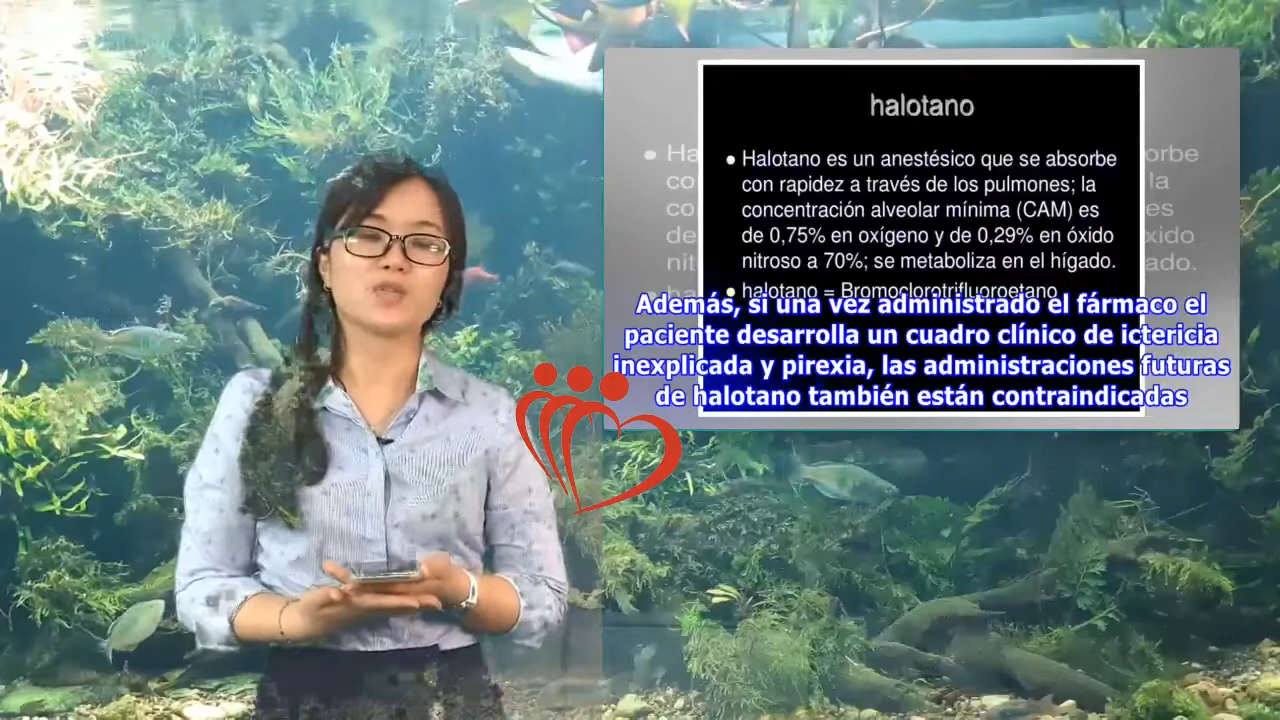 halotano
• Halotano es un anestésico que se absorbe
con rapidez a través de los pulmones; la
concentración alveolar mínima (CAM) es
de 0,75% en oxígeno y de 0,29% en óxido
nitroso a 70%; se metaboliza en el hígado.
• halotano = Bromoclorotrifluoroetano
Además, si una vez administrado el fármaco el
paciente desarrolla un cuadro clínico de ictericia
inexplicada y pirexia, las administraciones futuras
de halotano también están contraindicadas